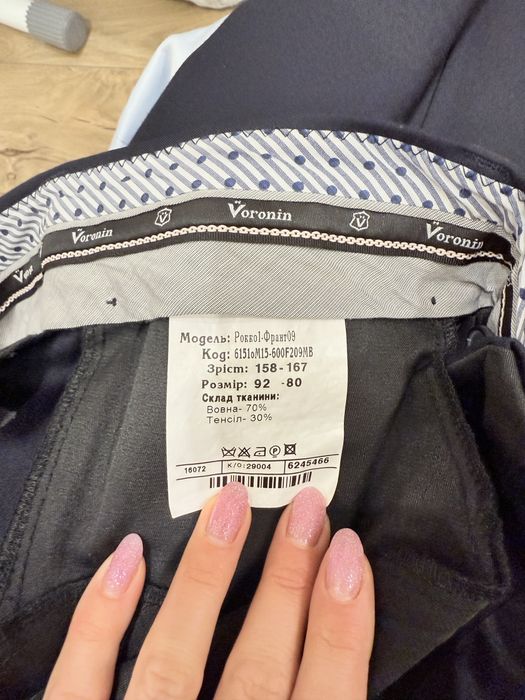 Voronin
Voronin
Voronin
Модель: Рокко1-Франт09
Код: 6151оМ15-600F209МВ
Зріст: 158-167
Розмір: 92 -80
Склад тканини:
Вовна- 70%
Тенсіл- 30%
16072 К/О:29004 6245466